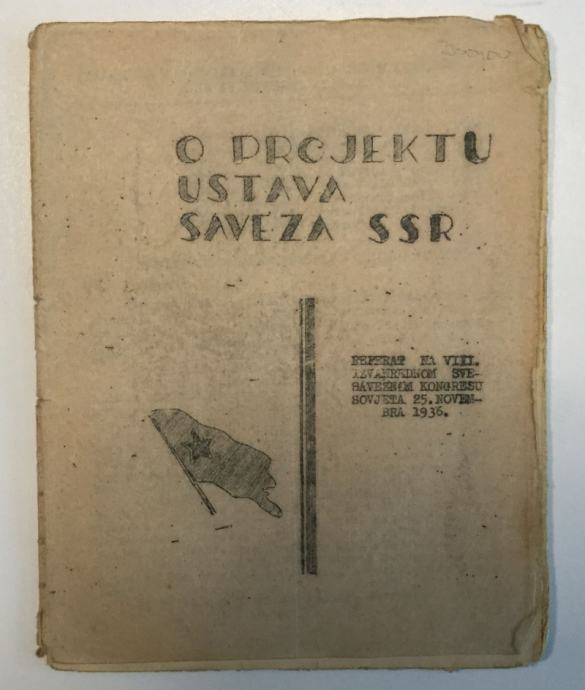 O PROJEKTU
USTAVA
SAVEZA SSR
REFERAT NA VIII.
IZVANREDNOM SVE-
SAVEZNOM KONGRESU
SOVJETA 25.NOVEM-
BRA 1936.